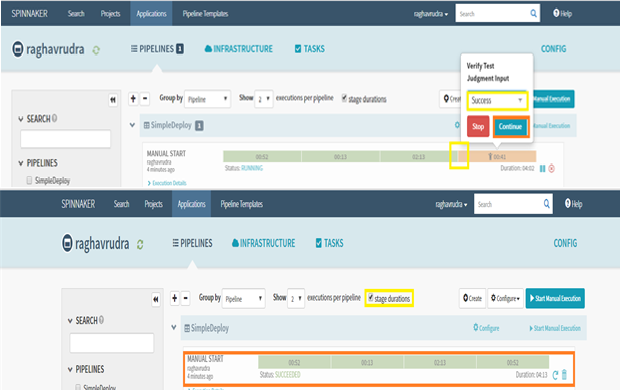 SPINNAKER Search Projects Applications Pipeline Templates raghavrudra Search Help
raghavrudra PIPELINES 1 INFRASTRUCTURE TASKS CONFIG
Verify Test
Judgment Input
Success
Stop Continue
Group by Pipeline Show 2 executions per pipeline stage durations Manual Execution
SEARCH
SimpleDeploy 1 Manual Execution
MANUAL START
raghavrudra
4 minutes ago
00:52 00:13 02:13 00:41
Status: RUNNING Duration: 04:02
Execution Details
PIPELINES
SimpleDeploy
SPINNAKER Search Projects Applications Pipeline Templates raghavrudra Search Help
raghavrudra PIPELINES INFRASTRUCTURE TASKS CONFIG
Group by Pipeline Show 2 executions per pipeline stage durations Create Configure Start Manual Execution
SEARCH
SimpleDeploy Configure Start Manual Execution
MANUAL START
raghavrudra
4 minutes ago
00:52 00:13 02:13 00:52
Status: SUCCEEDED Duration: 04:13
PIPELINES